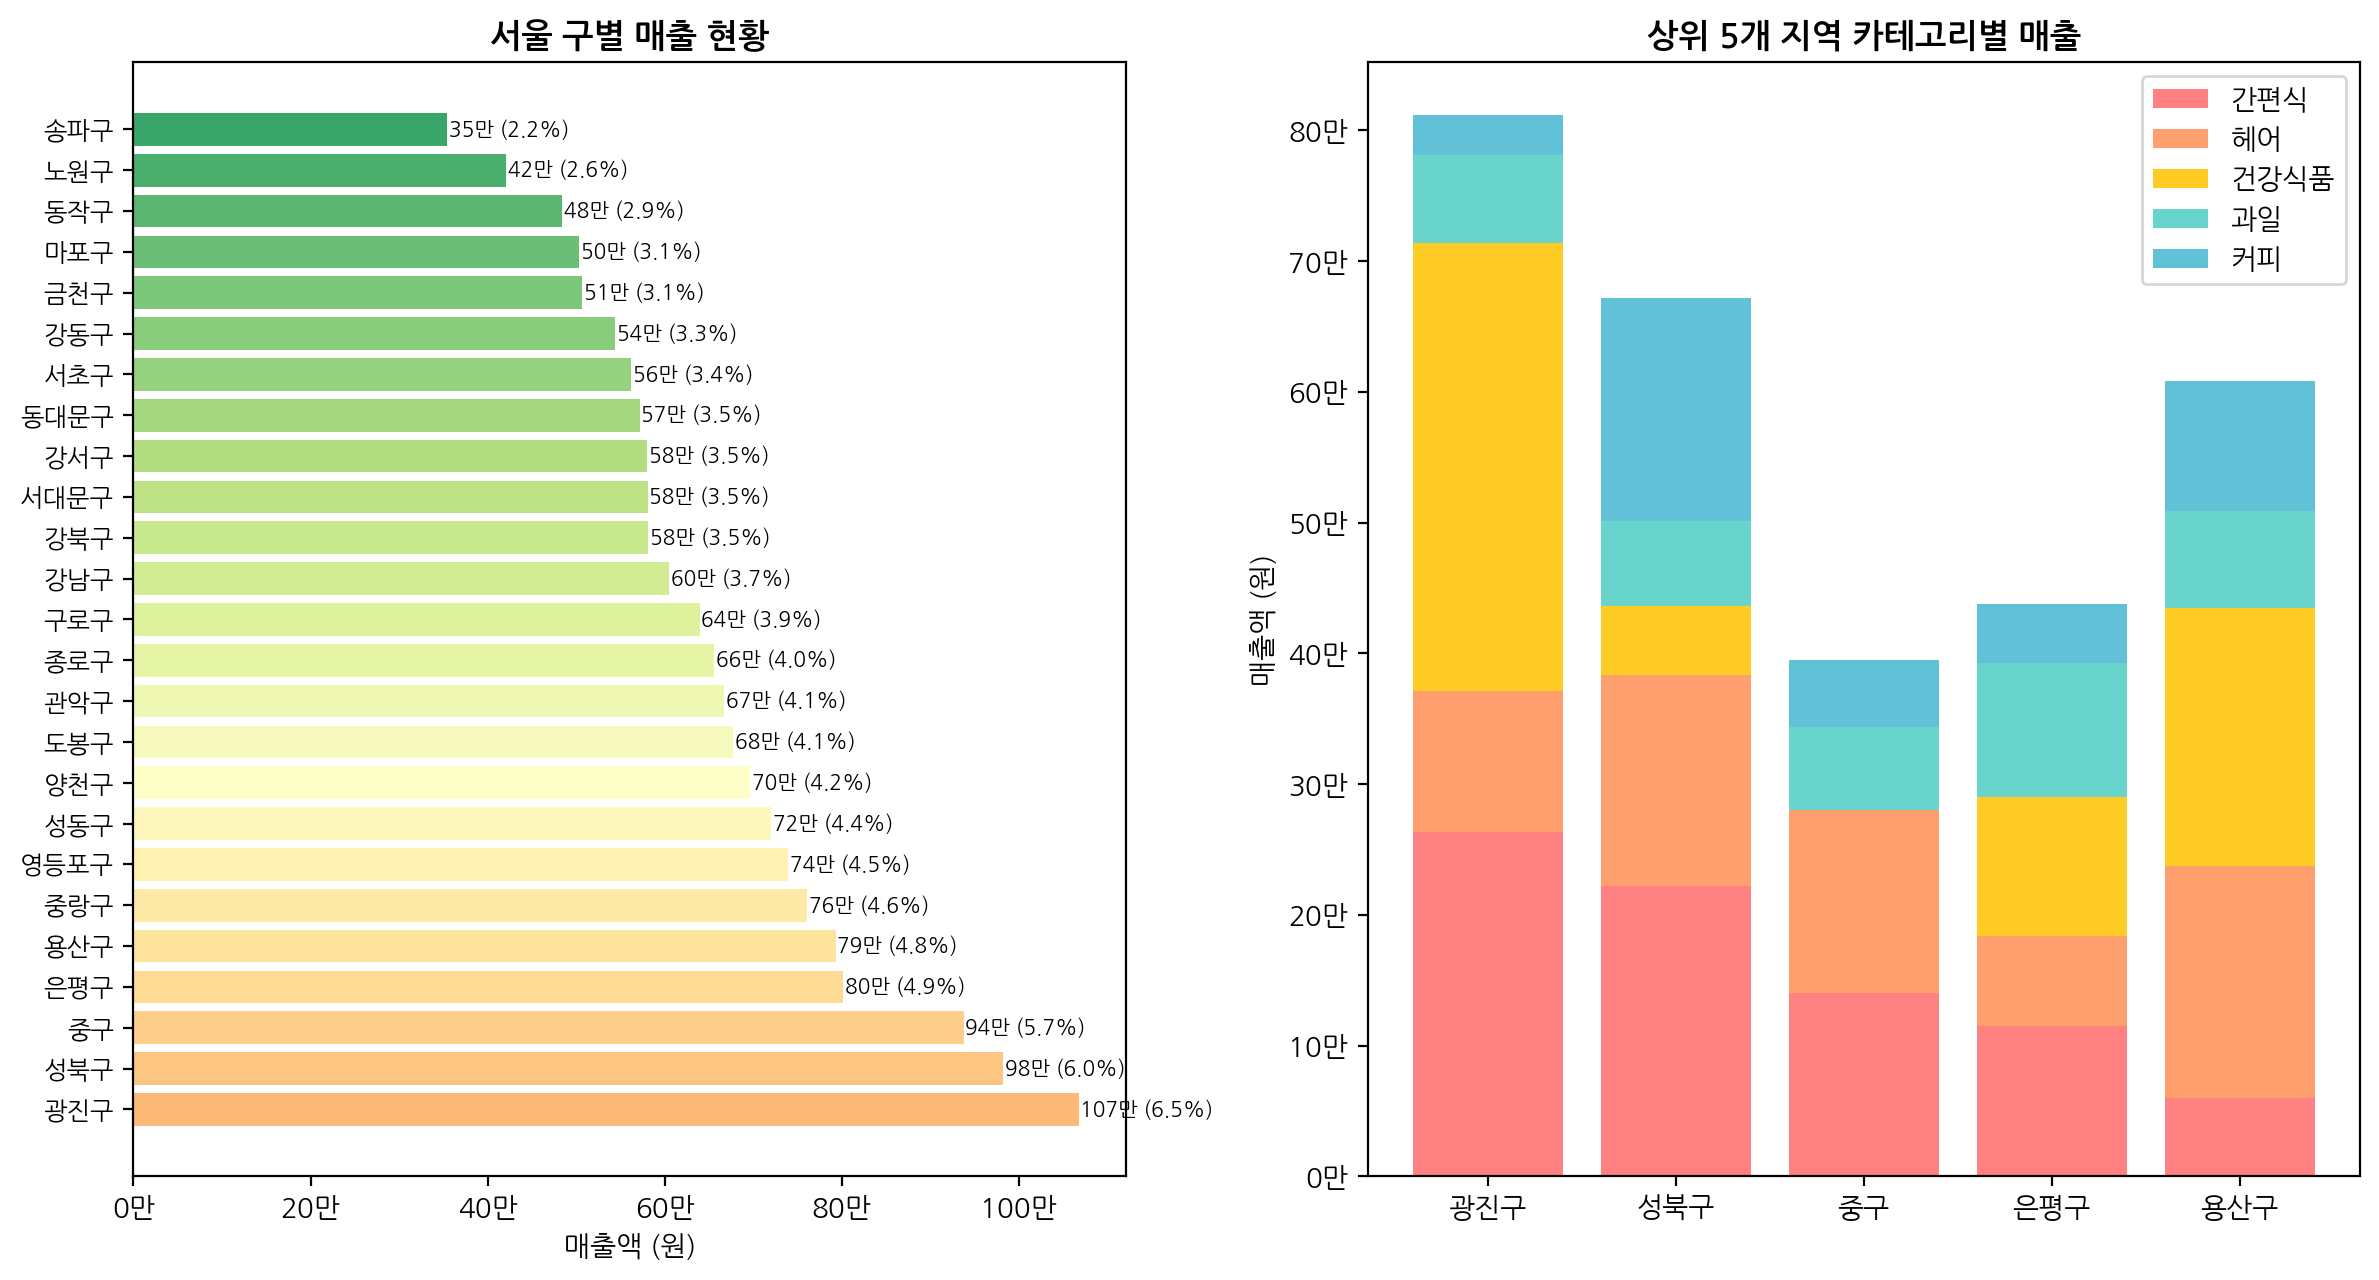 서울 구별 매출 현황
송파구 35만 (2.2%)
노원구 42만 (2.6%)
동작구 48만 (2.9%)
마포구 50만 (3.1%)
금천구 51만 (3.1%)
강동구 54만 (3.3%)
서초구 56만 (3.4%)
동대문구 57만 (3.5%)
강서구 58만 (3.5%)
서대문구 58만 (3.5%)
강북구 58만 (3.5%)
강남구 60만 (3.7%)
구로구 64만 (3.9%)
종로구 66만 (4.0%)
관악구 67만 (4.1%)
도봉구 68만 (4.1%)
양천구 70만 (4.2%)
성동구 72만 (4.4%)
영등포구 74만 (4.5%)
중랑구 76만 (4.6%)
용산구 79만 (4.8%)
은평구 80만 (4.9%)
중구 94만 (5.7%)
성북구 98만 (6.0%)
광진구 107만 (6.5%)
0만 20만 40만 60만 80만 100만
매출액 (원)
상위 5개 지역 카테고리별 매출
간편식
헤어
건강식품
과일
커피
80만
70만
60만
50만
40만
30만
20만
10만
0만
매출액 (원)
광진구 성북구 중구 은평구 용산구